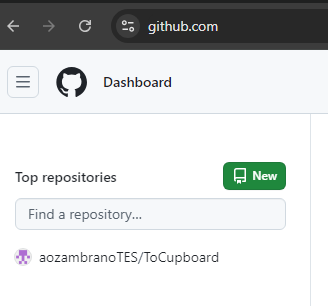 github.com
Dashboard
Top repositories New
Find a repository...
aozambranoTES/ToCupboard